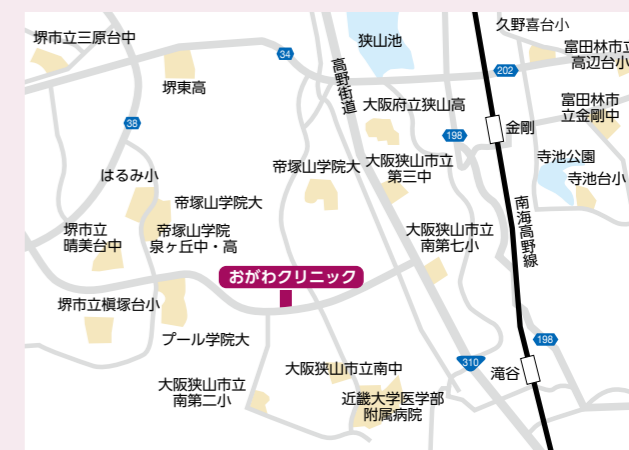 久野喜台小
堺市立三原台中
狭山池
富田林市立
高辺台小
34
高野街道
202
堺東高
大阪府立狭山高
富田林市
立金剛中
38
198
金剛
はるみ小
帝塚山学院大
大阪狭山市立
第三中
寺池公園
寺池台小
帝塚山学院大
南海高野線
堺市立
晴美台中
帝塚山学院
泉ヶ丘中・高
大阪狭山市立
南第七小
おがわクリニック
堺市立槇塚台小
プール学院大
198
310
滝谷
大阪狭山市立南中
大阪狭山市立
南第二小
近畿大学医学部
附属病院